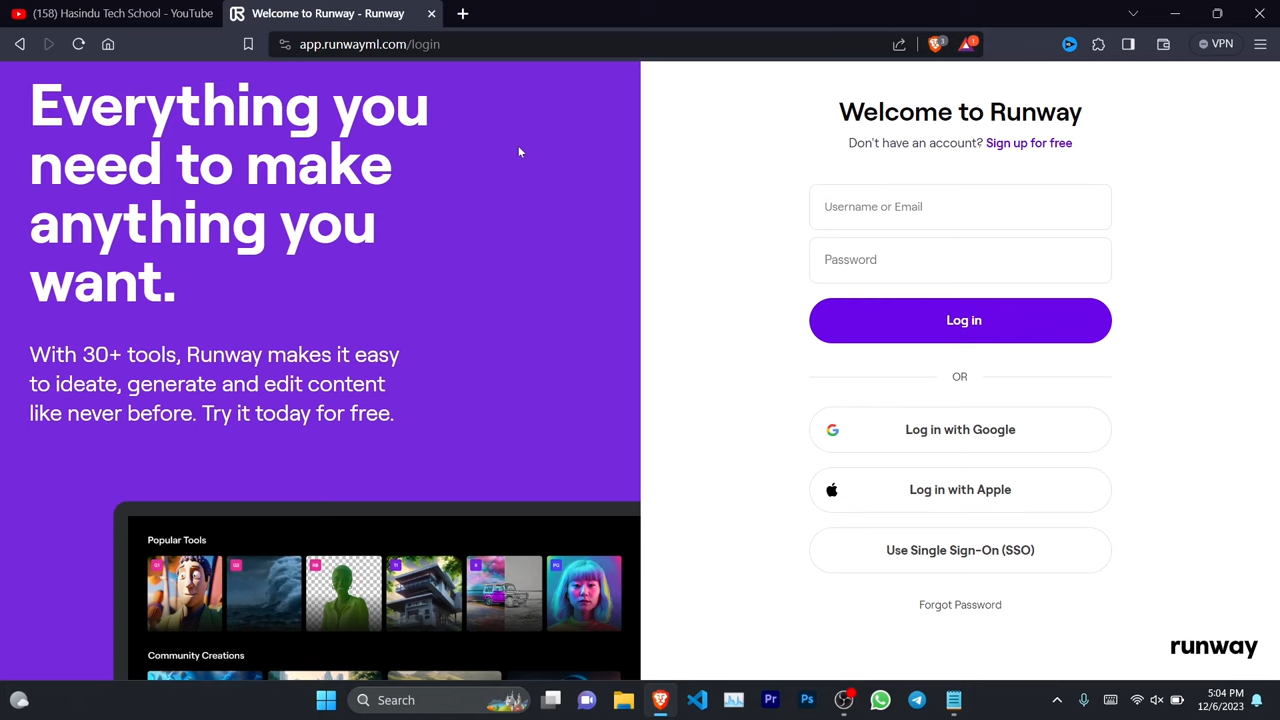 (158) Hasindu Tech School - YouTube
Welcome to Runway - Runway
app.runwayml.com/login
3
1
VPN
Everything you
need to make
anything you
want.
With 30+ tools, Runway makes it easy
to ideate, generate and edit content
like never before. Try it today for free.
Popular Tools
Community Creations
Welcome to Runway
Don't have an account? Sign up for free
Username or Email
Password
Log in
OR
Log in with Google
Log in with Apple
Use Single Sign-On (SSO)
Forgot Password
runway
Search
Pr
Ps
5:04 PM
12/6/2023